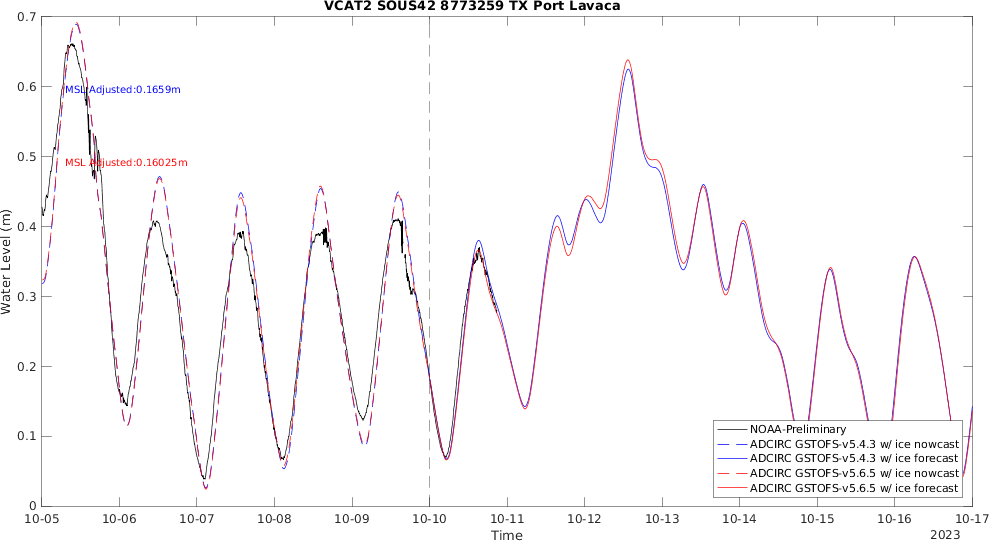 VCAT2 SOUS42 8773259 TX Port Lavaca
0.7
0.6
0.5
0.4
0.3
0.2
0.1
0
Water Level (m)
MSL Adjusted:0.1659m
MSL Adjusted:0.16025m
NOAA-Preliminary
ADCIRC GSTOFS-v5.4.3 w/ ice nowcast
ADCIRC GSTOFS-v5.4.3 w/ ice forecast
ADCIRC GSTOFS-v5.6.5 w/ ice nowcast
ADCIRC GSTOFS-v5.6.5 w/ ice forecast
10-05 10-06 10-07 10-08 10-09 10-10 10-11 10-12 10-13 10-14 10-15 10-16 10-17
Time
2023